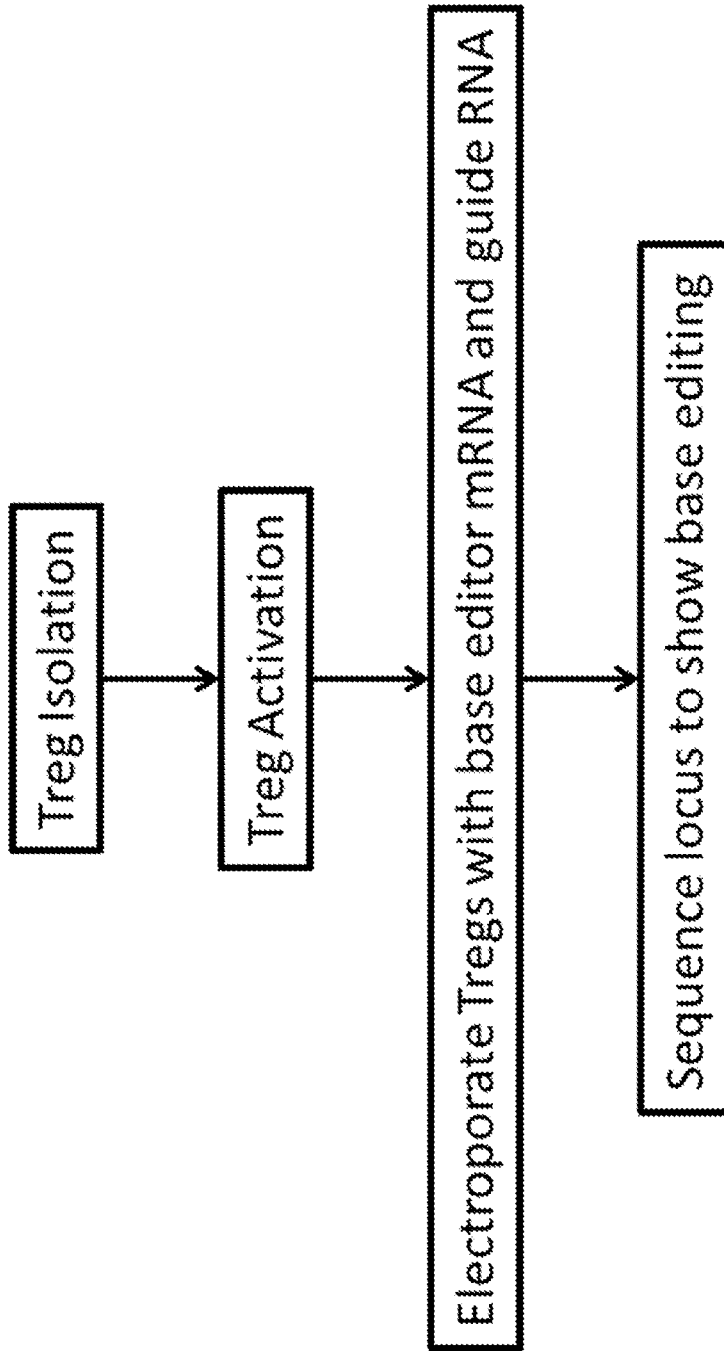 Treg Isolation
Treg Activation
Electroporate Tregs with base editor mRNA and guide RNA
Sequence locus to show base editing